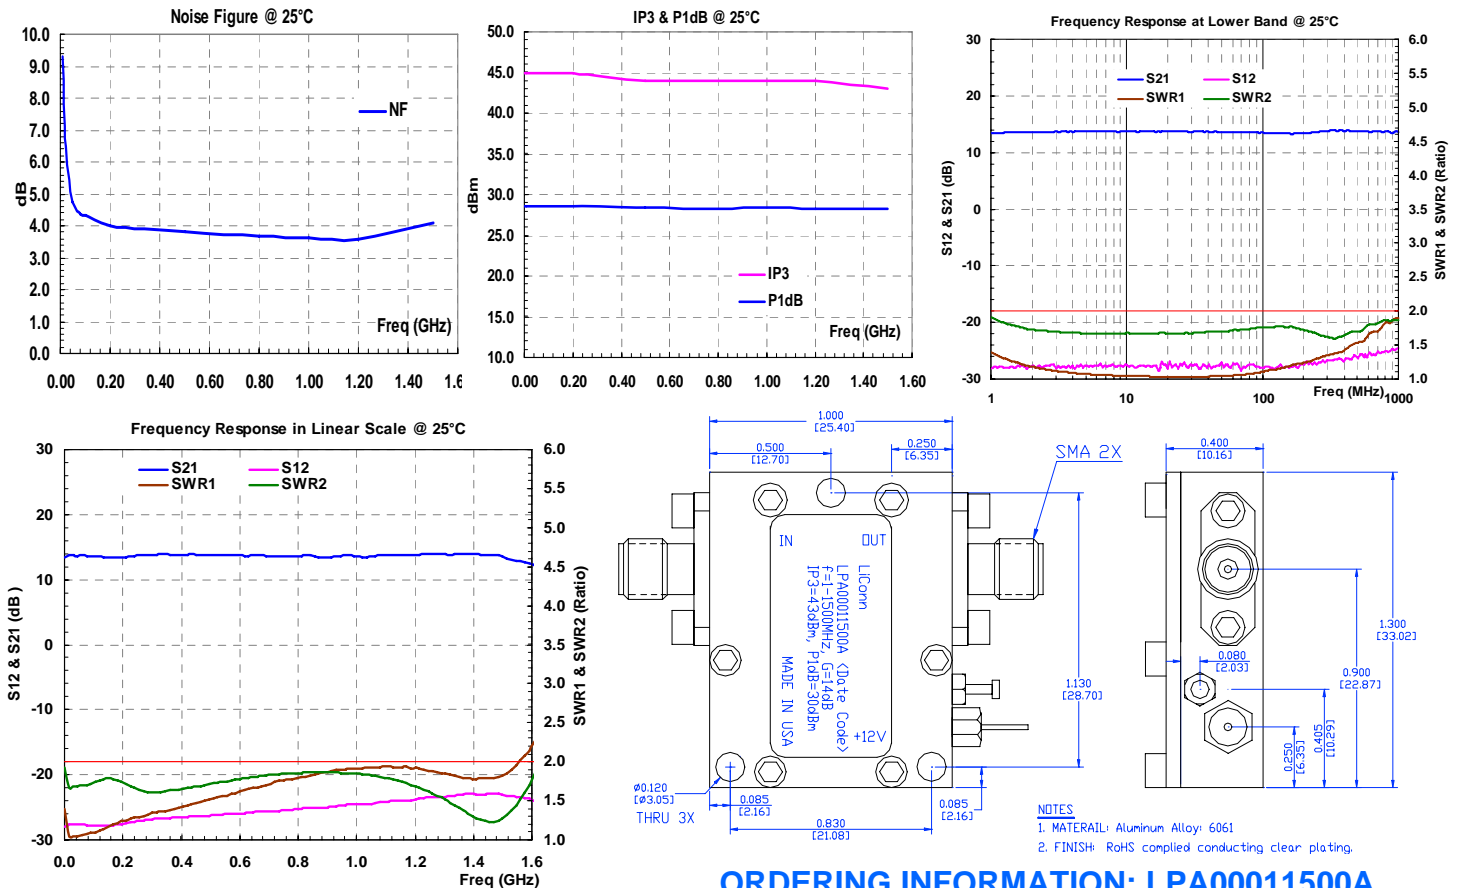 Noise Figure @ 25°C
10.0
9.0
8.0
7.0
6.0
5.0
4.0
3.0
2.0
1.0
0.0
dB
NF
Freq (GHz)
0.00 0.20 0.40 0.60 0.80 1.00 1.20 1.40 1.6
IP3 & P1dB @ 25°C
50.0
45.0
40.0
35.0
30.0
25.0
20.0
15.0
10.0
dBm
IP3
P1dB
Freq (GHz)
0.00 0.20 0.40 0.60 0.80 1.00 1.20 1.40 1.60
Frequency Response at Lower Band @ 25°C
30
20
10
0
-10
-20
-30
S12 & S21 (dB)
S21 S12
SWR1 SWR2
6.0
5.5
5.0
4.5
4.0
3.5
3.0
2.5
2.0
1.5
1.0
SWR1 & SWR2 (Ratio)
Freq (MHz)
1 10 100 1000
Frequency Response in Linear Scale @ 25°C
30
20
10
0
-10
-20
-30
S12 & S21 (dB )
S21 S12
SWR1 SWR2
6.0
5.5
5.0
4.5
4.0
3.5
3.0
2.5
2.0
1.5
1.0
SWR1 & SWR2 (Ratio)
0.0 0.2 0.4 0.6 0.8 1.0 1.2 1.4 1.6
Freq (GHz)
1.000
[25.40]
0.500
[12.70]
0.250
[6.35]
SMA 2X
IN OUT
LiConn
LPA00011500A <Date Code>
f=1-1500MHz, G=14dB
IP3=43dBm, P1dB=30dBm
MADE IN USA
+12V
1.130
[28.70]
Ø0.120
[Ø3.05]
THRU 3X
0.085
[2.16]
0.830
[21.08]
0.085
[2.16]
0.400
[10.16]
0.080
[2.03]
1.300
[33.02]
0.900
[22.87]
0.405
[10.29]
0.250
[6.35]
NOTES
1. MATERAIL: Aluminum Alloy: 6061
2. FINISH: RoHS complied conducting clear plating.
ORDERING INFORMATION: LPA00011500A